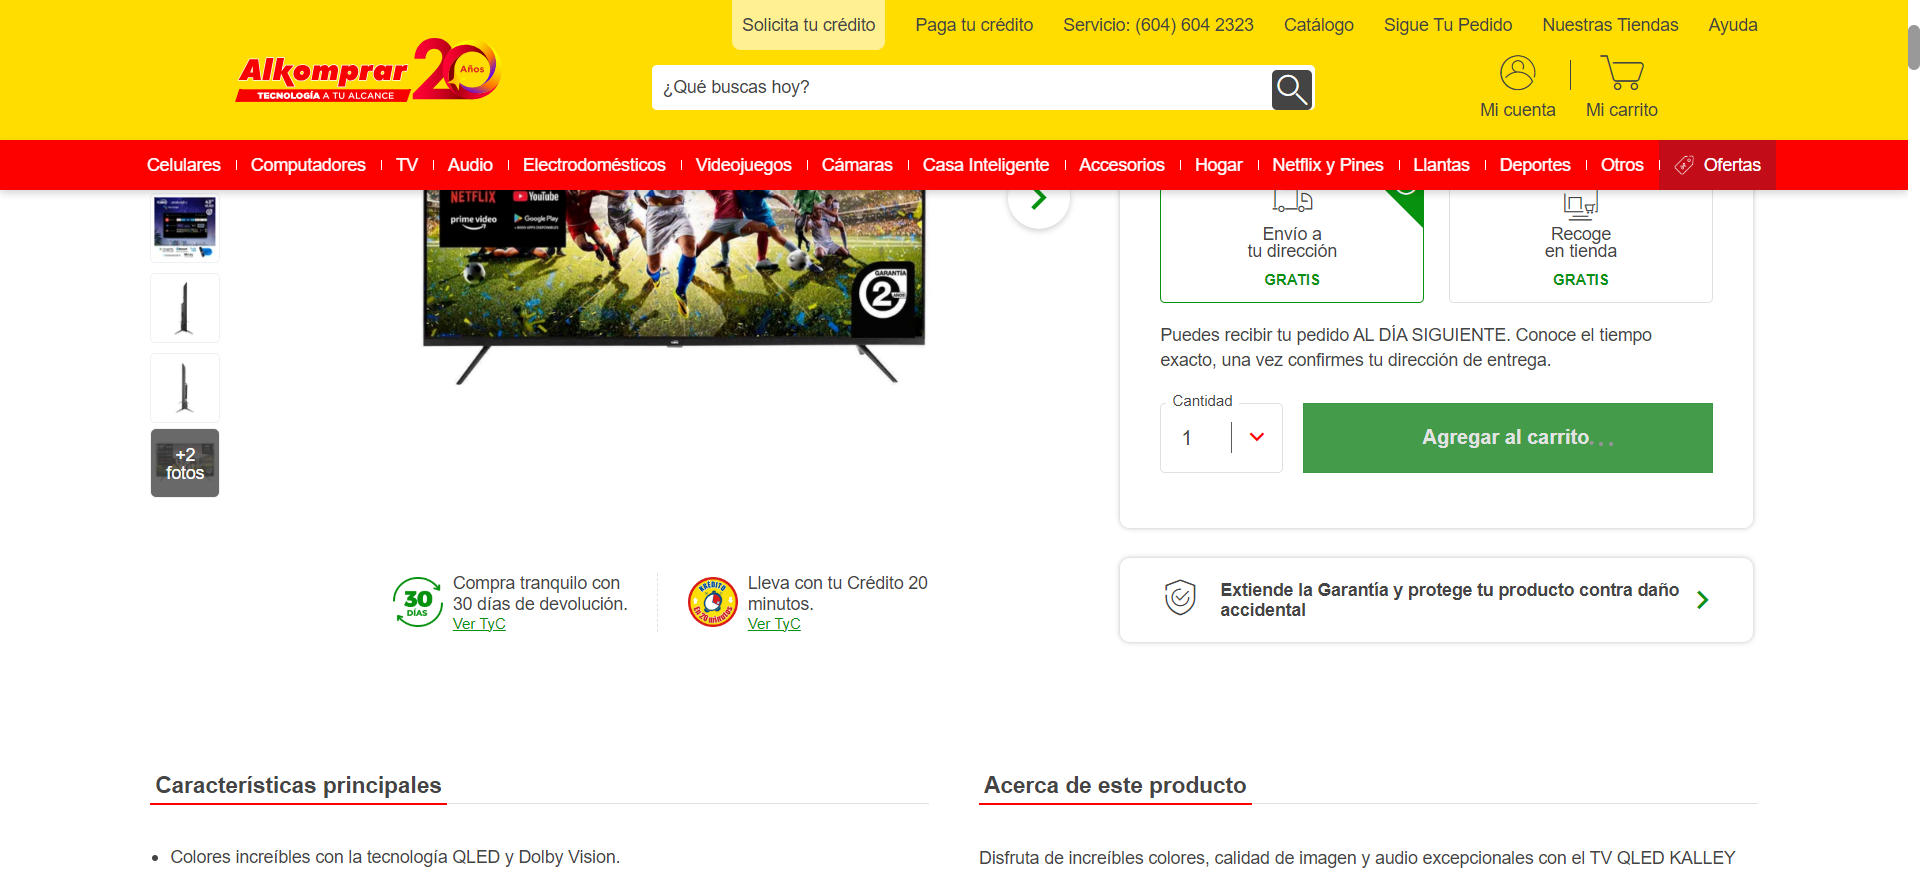 Solicita tu crédito
Paga tu crédito
Servicio: (604) 604 2323
Catálogo
Sigue Tu Pedido
Nuestras Tiendas
Ayuda
Alkomprar 20 Años
TECNOLOGÍA A TU ALCANCE
¿Qué buscas hoy?
Mi cuenta
Mi carrito
Celulares
Computadores
TV
Audio
Electrodomésticos
Videojuegos
Cámaras
Casa Inteligente
Accesorios
Hogar
Netflix y Pines
Llantas
Deportes
Otros
Ofertas
NETFLIX
YouTube
prime video
Google Play
GARANTÍA
2
+2
fotos
Envío a
tu dirección
GRATIS
Recoge
en tienda
GRATIS
Puedes recibir tu pedido AL DÍA SIGUIENTE. Conoce el tiempo
exacto, una vez confirmes tu dirección de entrega.
Cantidad
1
Agregar al carrito...
30
DÍAS
Compra tranquilo con
30 días de devolución.
Ver TyC
KRÉDITO
En 20 minutos
Lleva con tu Crédito 20
minutos.
Ver TyC
Extiende la Garantía y protege tu producto contra daño
accidental
Características principales
Acerca de este producto
• Colores increíbles con la tecnología QLED y Dolby Vision.
Disfruta de increíbles colores, calidad de imagen y audio excepcionales con el TV QLED KALLEY